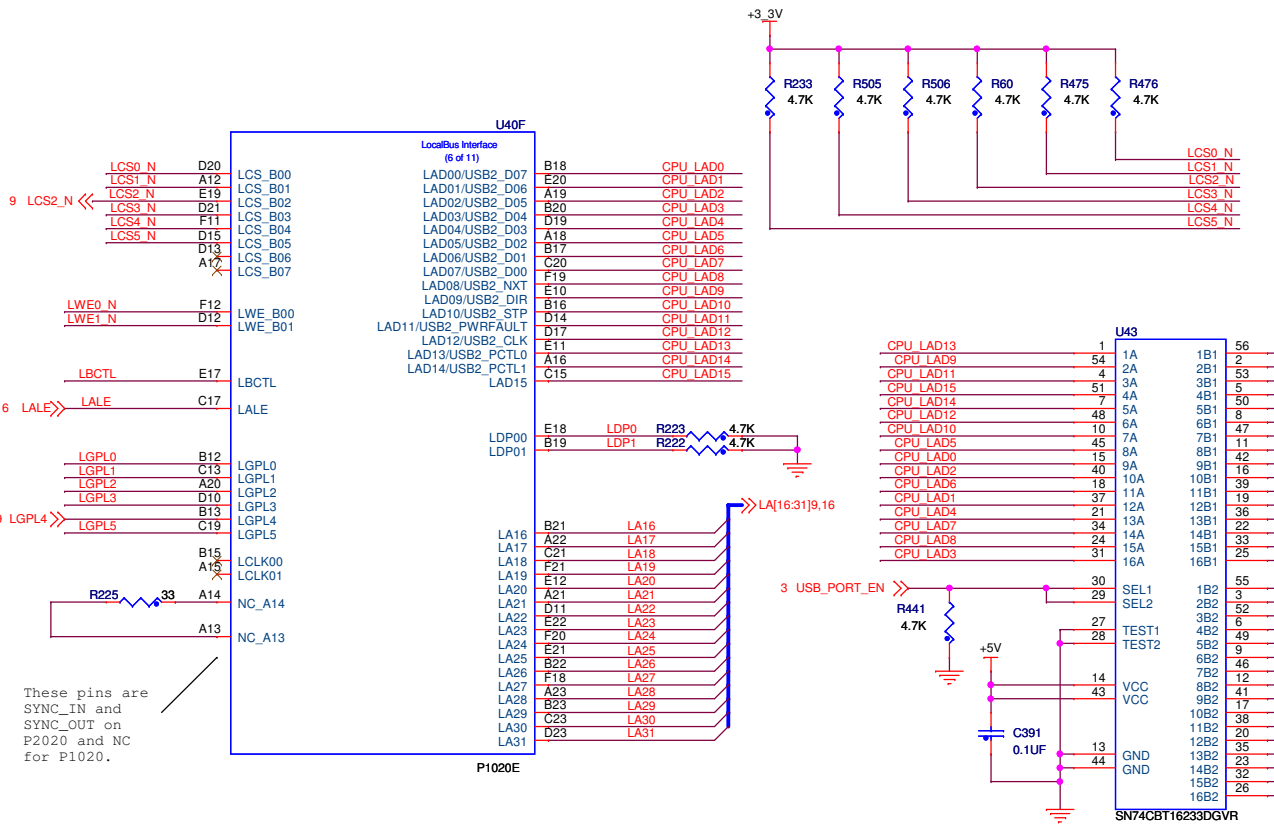 +3_3V
R233
4.7K
R505
4.7K
R506
4.7K
R60
4.7K
R475
4.7K
R476
4.7K
LCS0_N
LCS1_N
LCS2_N
LCS3_N
LCS4_N
LCS5_N
U40F
LocalBus Interface
(6 of 11)
LCS0_N D20 LCS_B00
LCS1_N A12 LCS_B01
9 LCS2_N LCS2_N E19 LCS_B02
LCS3_N D21 LCS_B03
LCS4_N F11 LCS_B04
LCS5_N D15 LCS_B05
D13 LCS_B06
A17 LCS_B07
LWE0_N F12 LWE_B00
LWE1_N D12 LWE_B01
LBCTL E17 LBCTL
6 LALE LALE C17 LALE
LGPL0 B12 LGPL0
LGPL1 C13 LGPL1
LGPL2 A20 LGPL2
LGPL3 D10 LGPL3
LGPL4 B13 LGPL4
LGPL5 C19 LGPL5
B15 LCLK00
A15 LCLK01
R225 33 A14 NC_A14
A13 NC_A13
These pins are
SYNC_IN and
SYNC_OUT on
P2020 and NC
for P1020.
LAD00/USB2_D07 B18 CPU_LAD0
LAD01/USB2_D06 E20 CPU_LAD1
LAD02/USB2_D05 A19 CPU_LAD2
LAD03/USB2_D04 B20 CPU_LAD3
LAD04/USB2_D03 D19 CPU_LAD4
LAD05/USB2_D02 A18 CPU_LAD5
LAD06/USB2_D01 B17 CPU_LAD6
LAD07/USB2_D00 C20 CPU_LAD7
LAD08/USB2_NXT F19 CPU_LAD8
LAD09/USB2_DIR E10 CPU_LAD9
LAD10/USB2_STP B16 CPU_LAD10
LAD11/USB2_PWRFAULT D14 CPU_LAD11
LAD12/USB2_CLK D17 CPU_LAD12
LAD13/USB2_PCTL0 E11 CPU_LAD13
LAD14/USB2_PCTL1 A16 CPU_LAD14
LAD15 C15 CPU_LAD15
LDP00 E18 LDP0 R223 4.7K
LDP01 B19 LDP1 R222 4.7K
LA[16:31]9,16
LA16 B21 LA16
LA17 A22 LA17
LA18 C21 LA18
LA19 F21 LA19
LA20 E12 LA20
LA21 A21 LA21
LA22 D11 LA22
LA23 E22 LA23
LA24 F20 LA24
LA25 E21 LA25
LA26 B22 LA26
LA27 F18 LA27
LA28 A23 LA28
LA29 B23 LA29
LA30 C23 LA30
LA31 D23 LA31
P1020E
U43
CPU_LAD13 1 1A 1B1 56
CPU_LAD9 54 2A 2B1 2
CPU_LAD11 4 3A 3B1 53
CPU_LAD15 51 4A 4B1 5
CPU_LAD14 7 5A 5B1 50
CPU_LAD12 48 6A 6B1 8
CPU_LAD10 10 7A 7B1 47
CPU_LAD5 45 8A 8B1 11
CPU_LAD0 15 9A 9B1 42
CPU_LAD2 40 10A 10B1 16
CPU_LAD6 18 11A 11B1 39
CPU_LAD1 37 12A 12B1 19
CPU_LAD4 21 13A 13B1 36
CPU_LAD7 34 14A 14B1 22
CPU_LAD8 24 15A 15B1 33
CPU_LAD3 31 16A 16B1 25
3 USB_PORT_EN 30 SEL1 1B2 55
29 SEL2 2B2 3
3B2 52
R441
4.7K
27 TEST1 4B2 6
28 TEST2 5B2 49
6B2 9
7B2 46
+5V
14 VCC 8B2 12
43 VCC 9B2 41
10B2 17
11B2 38
12B2 20
C391
0.1UF
13 GND 13B2 35
44 GND 14B2 23
15B2 32
16B2 26
SN74CBT16233DGVR